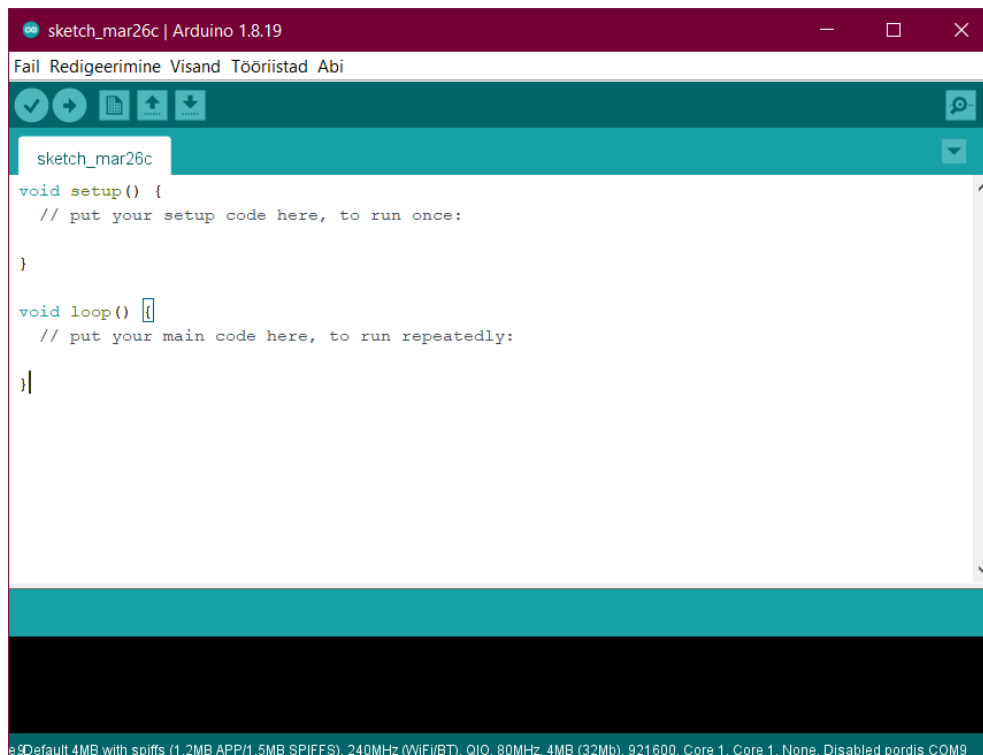 sketch_mar26c | Arduino 1.8.19
Fail Redigeerimine Visand Tööriistad Abi
sketch_mar26c
void setup() {
// put your setup code here, to run once:
}
void loop() {
// put your main code here, to run repeatedly:
}
Default 4MB with spiffs (1.2MB APP/1.5MB SPIFFS), 240MHz (WiFi/BT), QIO, 80MHz, 4MB (32Mb), 921600, Core 1, Core 1, None, Disabled pordis COM9